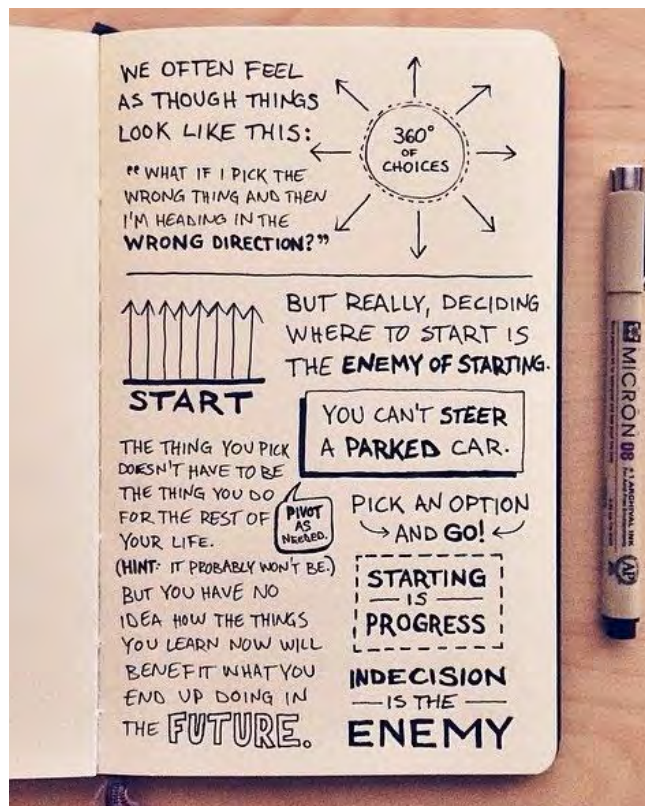 WE OFTEN FEEL
AS THOUGH THINGS
LOOK LIKE THIS:
"WHAT IF I PICK THE
WRONG THING AND THEN
I'M HEADING IN THE
WRONG DIRECTION?"
360°
OF
CHOICES
START
BUT REALLY, DECIDING
WHERE TO START IS
THE ENEMY OF STARTING.
YOU CAN'T STEER
A PARKED CAR.
THE THING YOU PICK
DOESN'T HAVE TO BE
THE THING YOU DO
FOR THE REST OF
YOUR LIFE.
(HINT: IT PROBABLY WON'T BE.)
BUT YOU HAVE NO
IDEA HOW THE THINGS
YOU LEARN NOW WILL
BENEFIT WHAT YOU
END UP DOING IN
THE FUTURE.
PIVOT
AS
NEEDED.
PICK AN OPTION
AND GO!
STARTING
IS
PROGRESS
INDECISION
IS THE
ENEMY
MICRON 08
#1 ARCHIVAL INK
AP